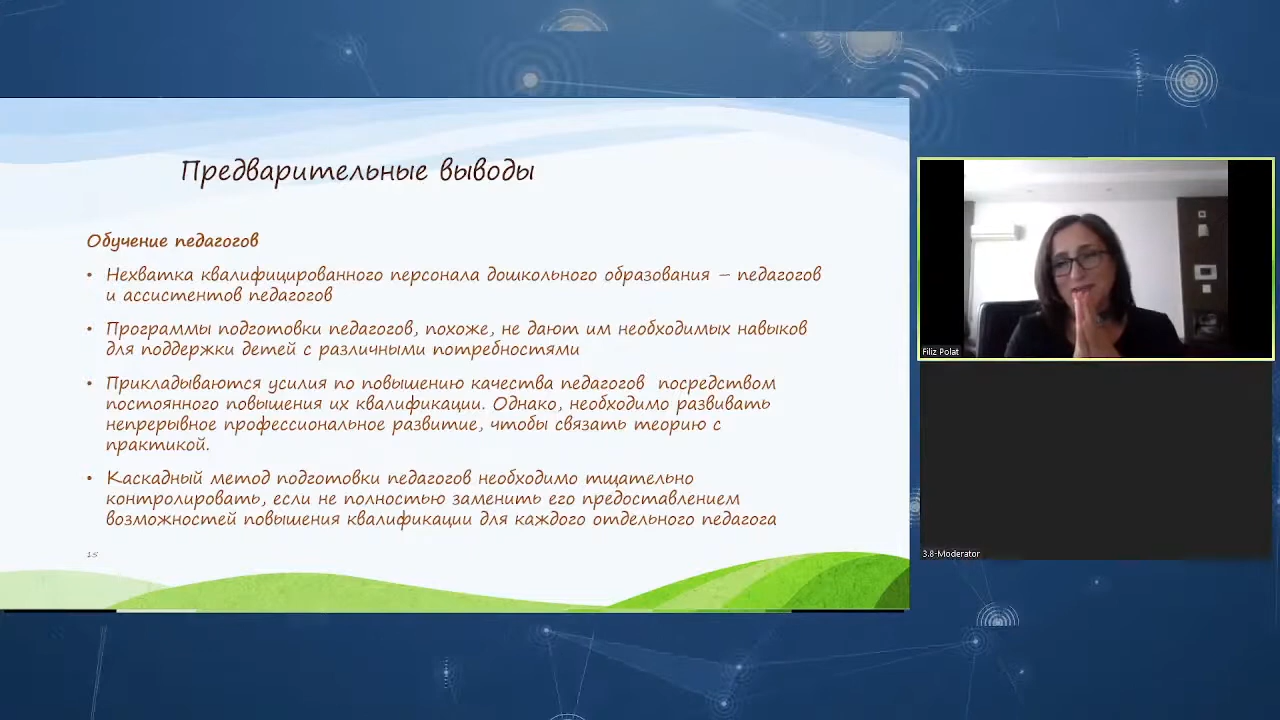 Предварительные выводы
Обучение педагогов
• Нехватка квалифицированного персонала дошкольного образования – педагогов
и ассистентов педагогов
• Программы подготовки педагогов, похоже, не дают им необходимых навыков
для поддержки детей с различными потребностями
• Прикладываются усилия по повышению качества педагогов посредством
постоянного повышения их квалификации. Однако, необходимо развивать
непрерывное профессиональное развитие, чтобы связать теорию с
практикой.
• Каскадный метод подготовки педагогов необходимо тщательно
контролировать, если не полностью заменить его предоставлением
возможностей повышения квалификации для каждого отдельного педагога
15
Filiz Polat
3.8-Moderator